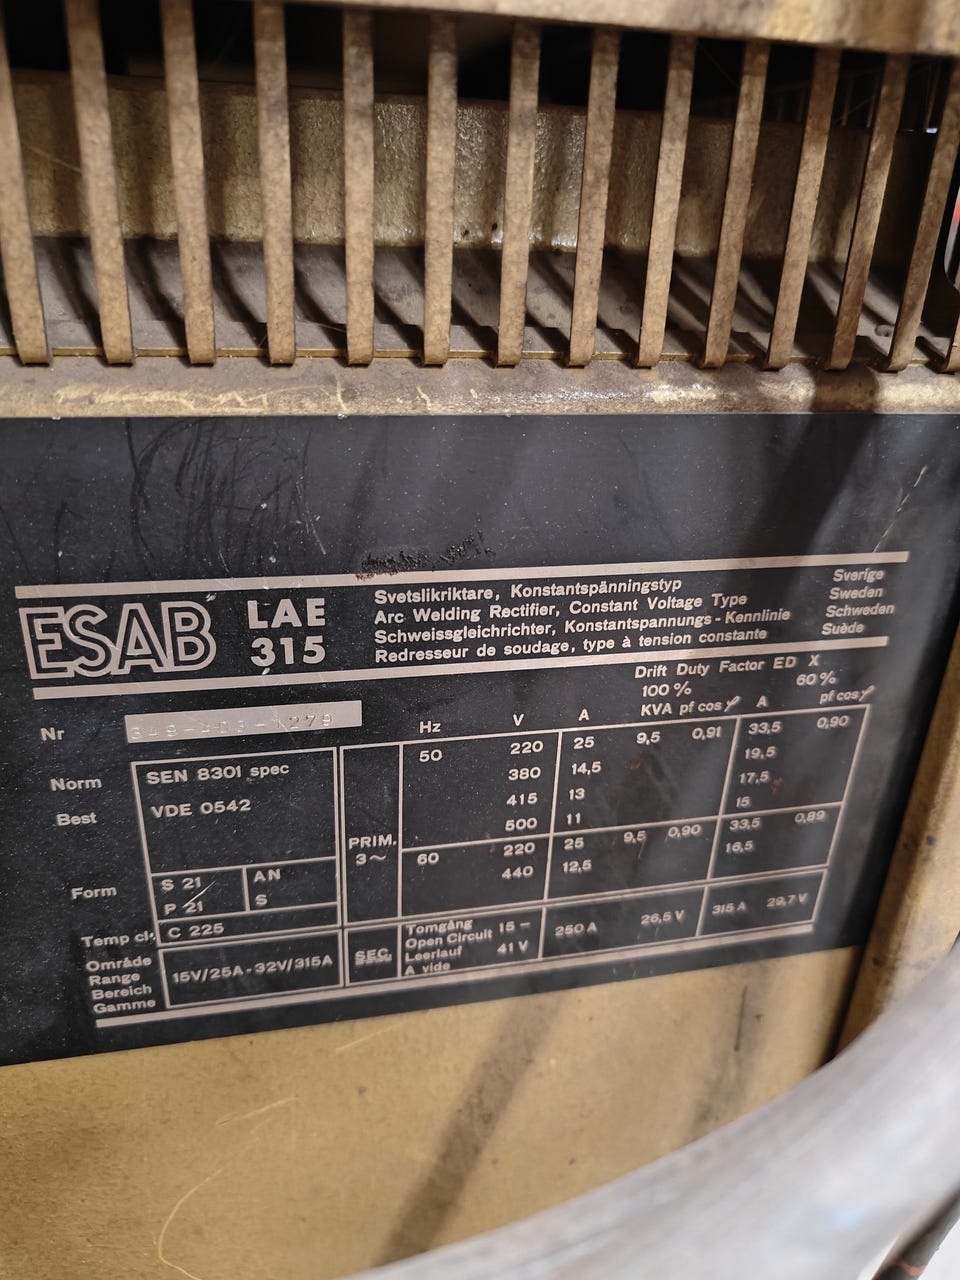 ESAB LAE 315
Svetslikriktare, Konstantspänningstyp
Arc Welding Rectifier, Constant Voltage Type
Schweissgleichrichter, Konstantspannungs-Kennlinie
Redresseur de soudage, type à tension constante
Sverige
Sweden
Schweden
Suède
Drift Duty Factor ED X
100 % 60 %
Nr
Hz V A KVA pf cos φ A pf cos φ
Norm
Best
SEN 8301 spec
VDE 0542
PRIM.
3~
50 220 25 9,5 0,91 33,5 0,90
380 14,5 19,5
415 13 17,5
500 11 15
60 220 25 9,5 0,90 33,5 0,89
440 12,5 16,5
Form S 21 AN
P 21 S
Temp cl. C 225
Område
Range
Bereich
Gamme
15V/25A-32V/315A
SEC.
Tomgång
Open Circuit 15 –
Leerlauf 41 V
A vide
250 A 26,5 V 315 A 29,7 V